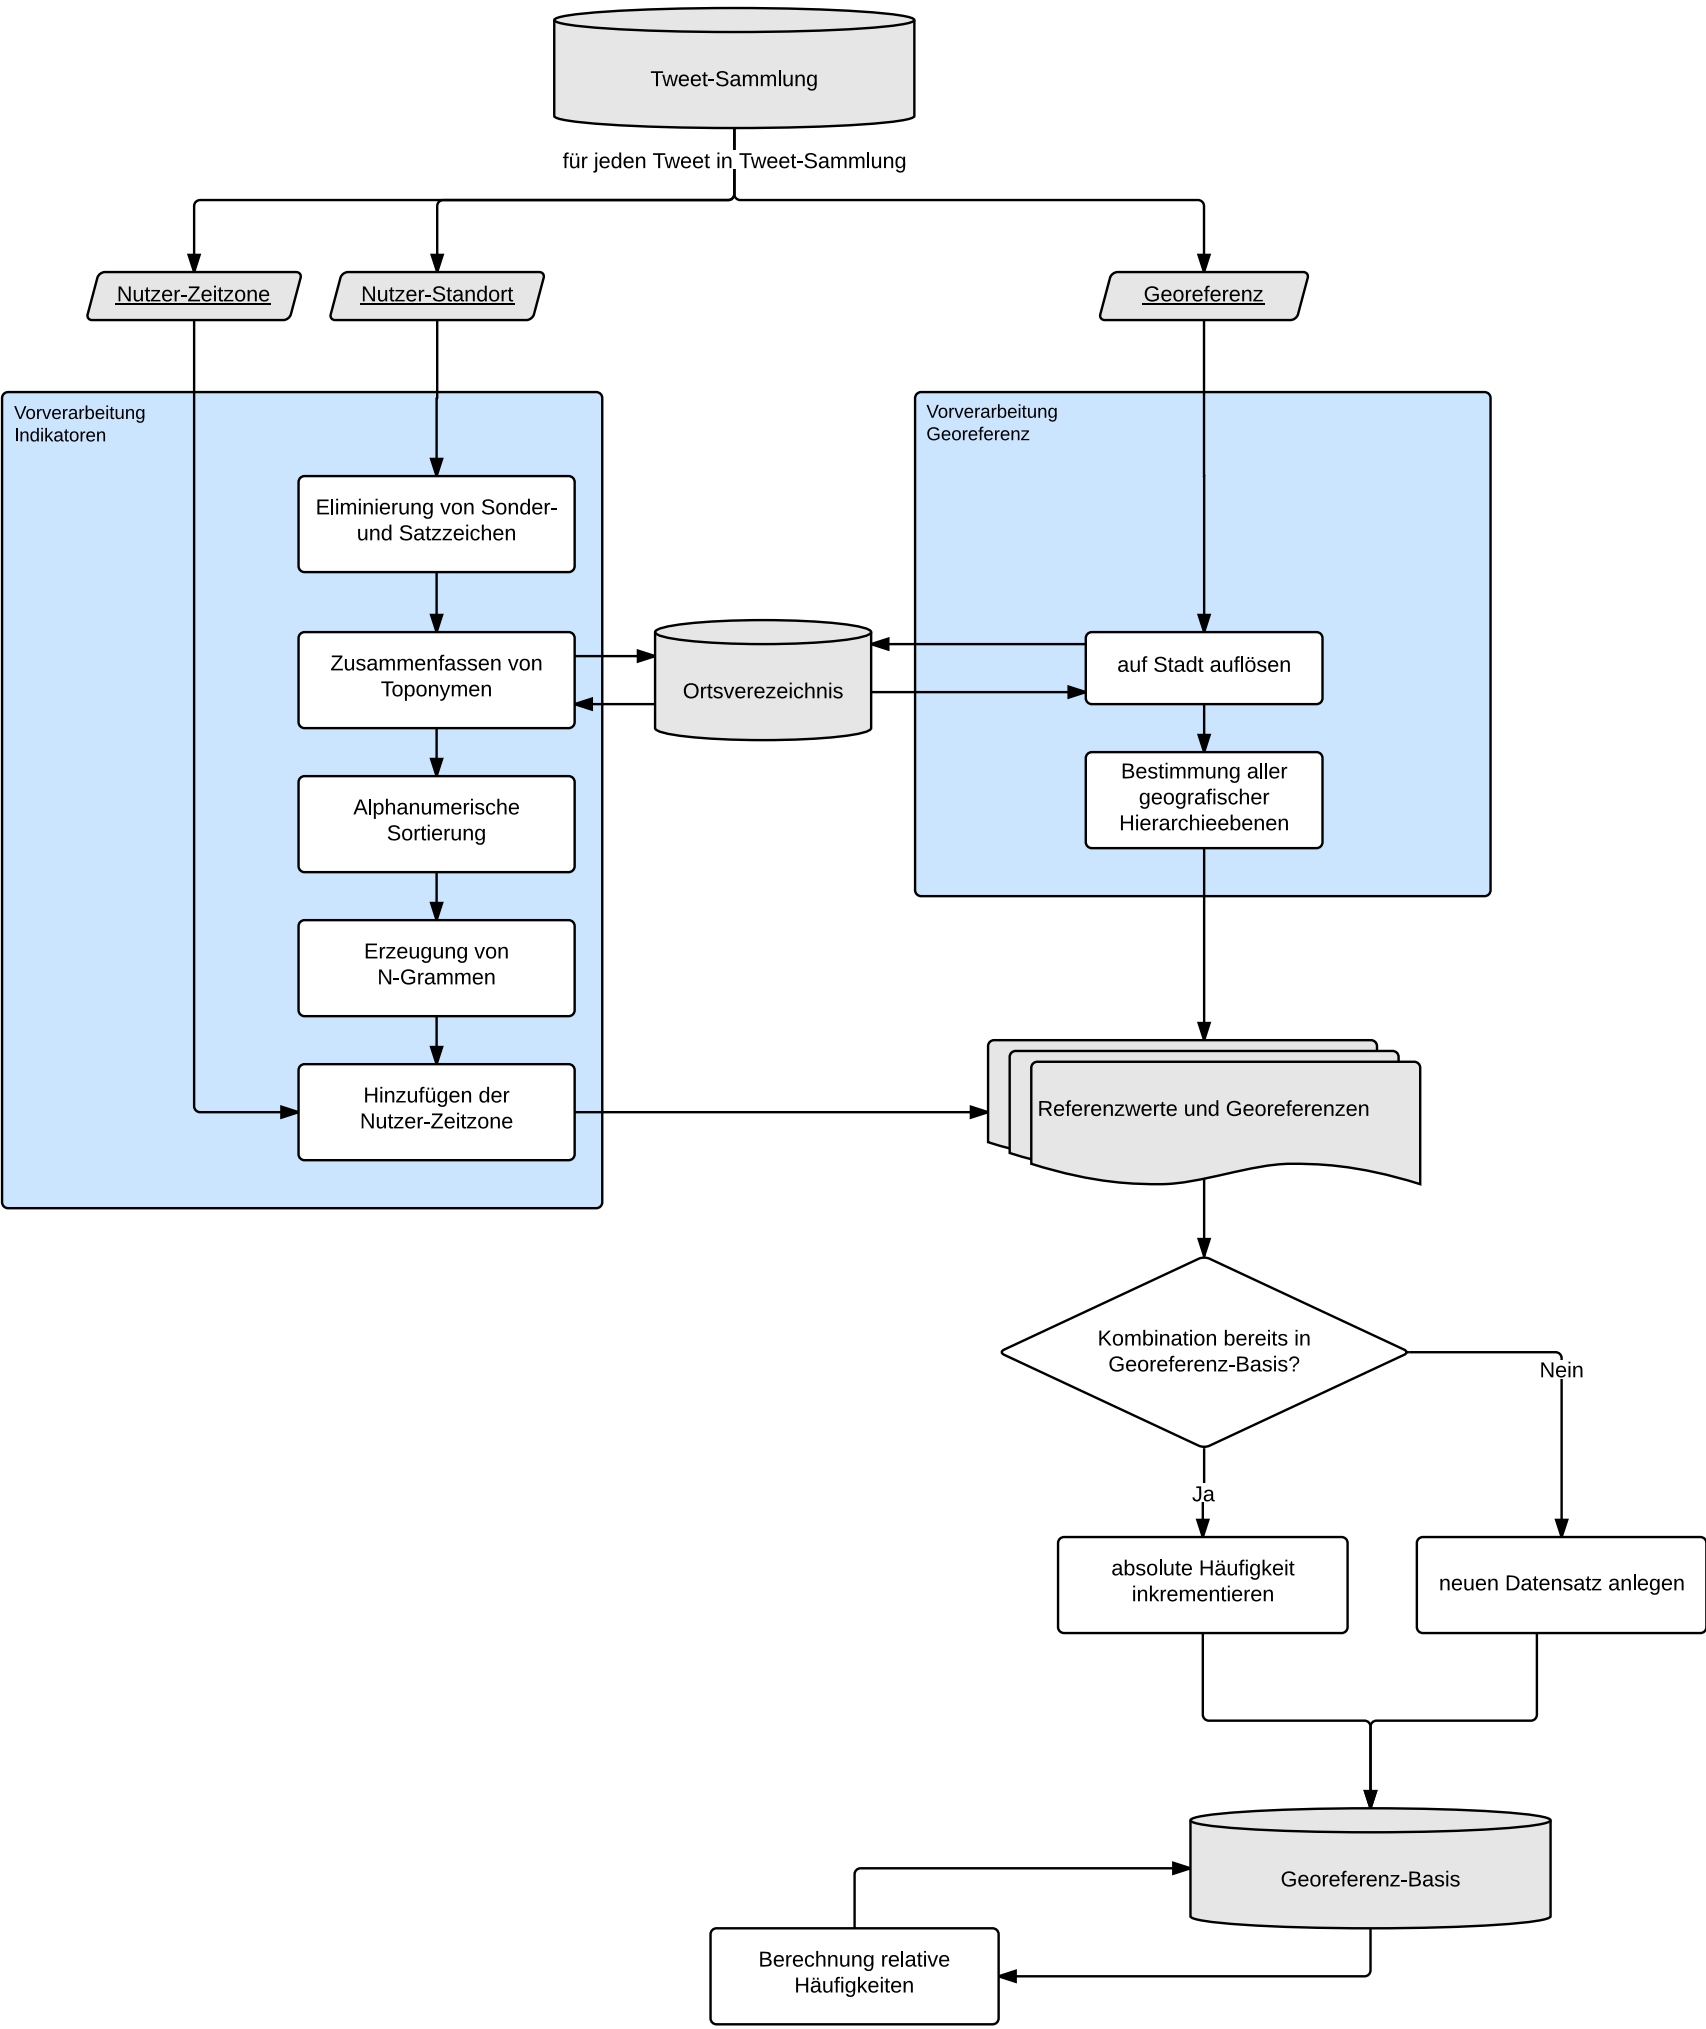 Tweet-Sammlung
für jeden Tweet in Tweet-Sammlung
Nutzer-Zeitzone
Nutzer-Standort
Georeferenz
Vorverarbeitung
Indikatoren
Vorverarbeitung
Georeferenz
Eliminierung von Sonder-
und Satzzeichen
Zusammenfassen von
Toponymen
Ortsverezeichnis
auf Stadt auflösen
Bestimmung aller
geografischer
Hierarchieebenen
Alphanumerische
Sortierung
Erzeugung von
N-Grammen
Hinzufügen der
Nutzer-Zeitzone
Referenzwerte und Georeferenzen
Kombination bereits in
Georeferenz-Basis?
Nein
Ja
absolute Häufigkeit
inkrementieren
neuen Datensatz anlegen
Georeferenz-Basis
Berechnung relative
Häufigkeiten